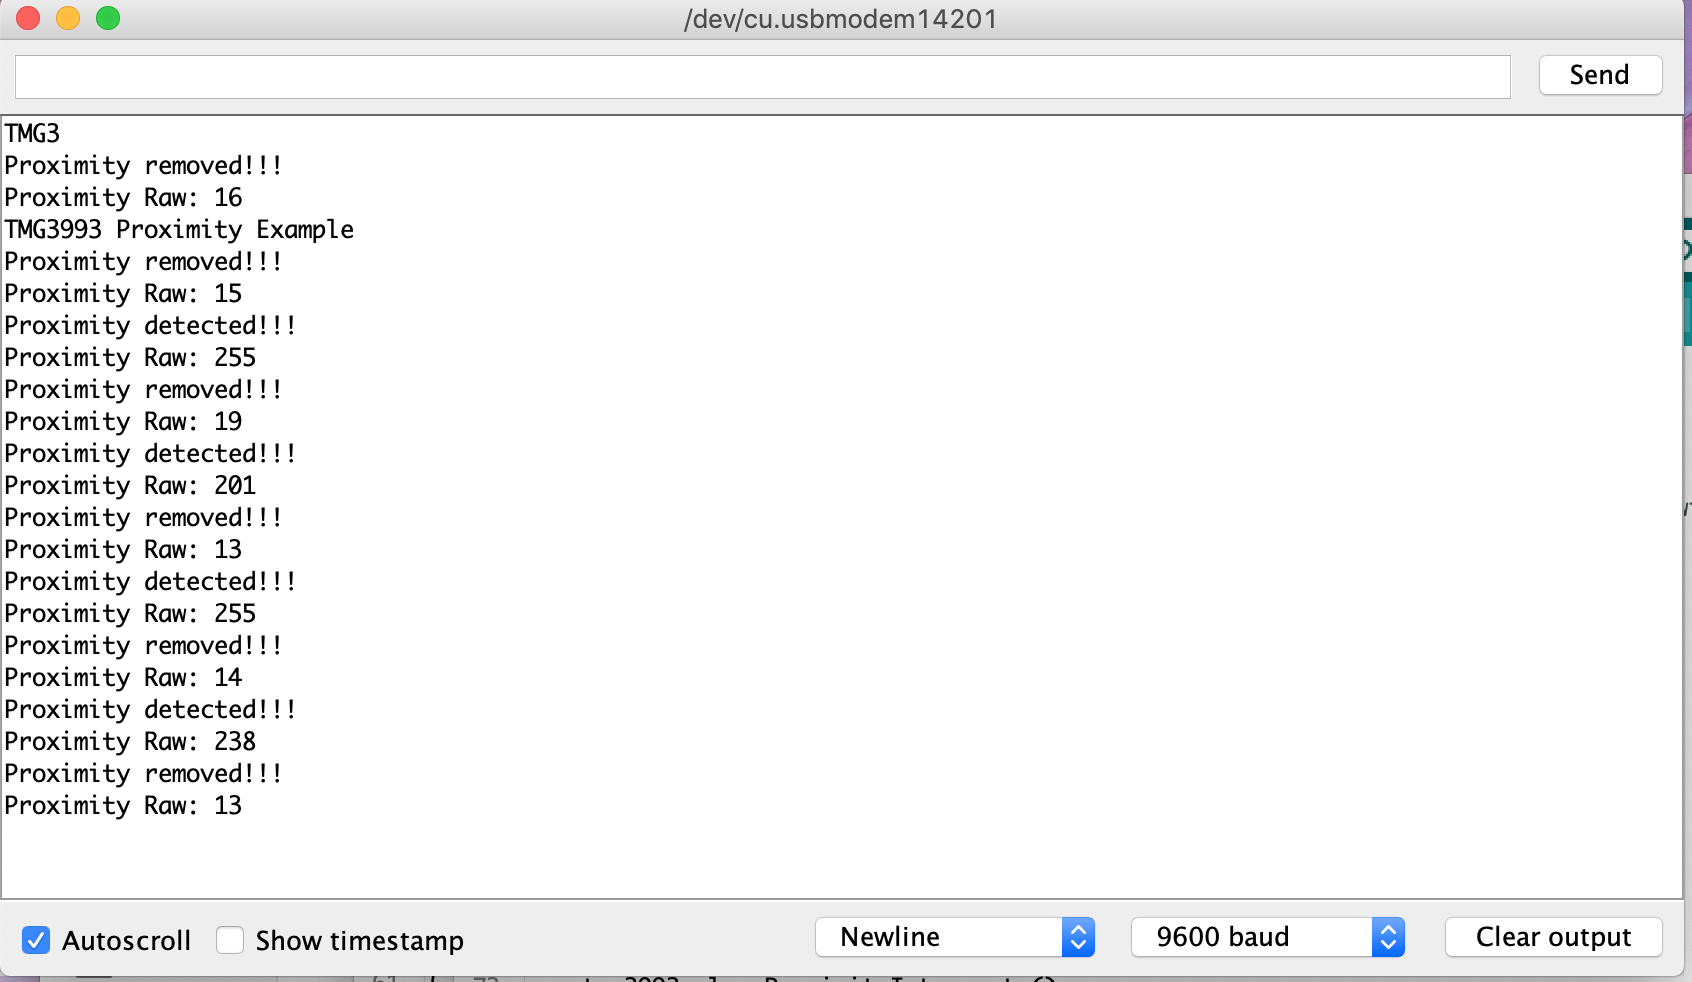 /dev/cu.usbmodem14201
Send
TMG3
Proximity removed!!!
Proximity Raw: 16
TMG3993 Proximity Example
Proximity removed!!!
Proximity Raw: 15
Proximity detected!!!
Proximity Raw: 255
Proximity removed!!!
Proximity Raw: 19
Proximity detected!!!
Proximity Raw: 201
Proximity removed!!!
Proximity Raw: 13
Proximity detected!!!
Proximity Raw: 255
Proximity removed!!!
Proximity Raw: 14
Proximity detected!!!
Proximity Raw: 238
Proximity removed!!!
Proximity Raw: 13
Autoscroll Show timestamp Newline 9600 baud Clear output